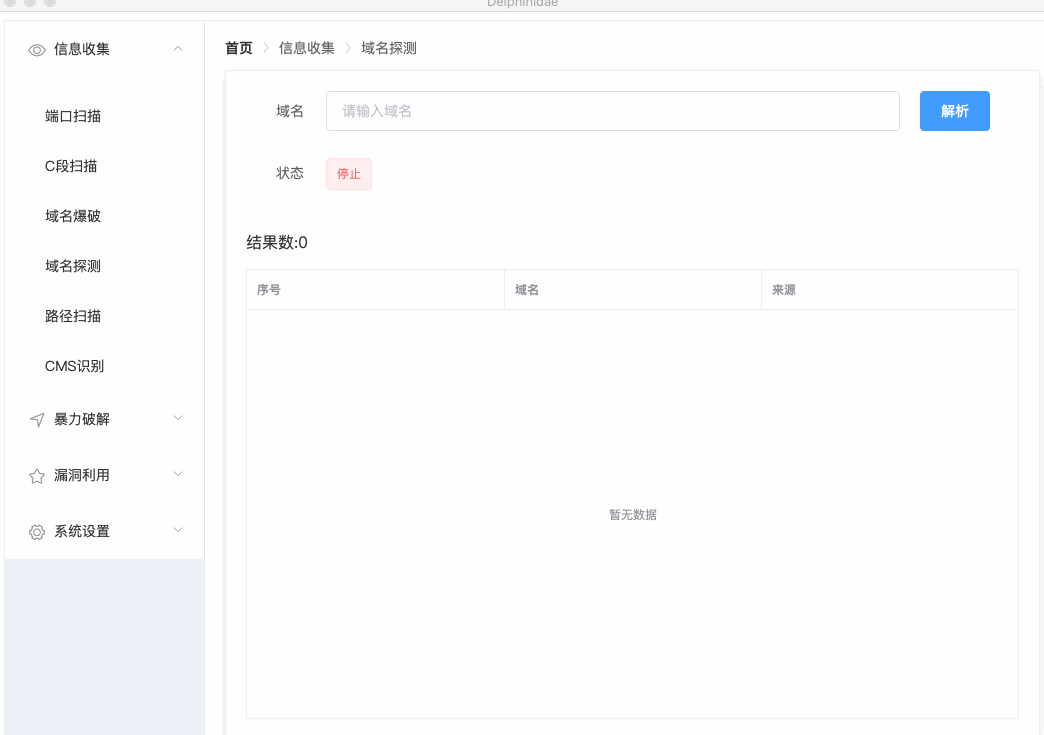 Delphinidae
信息收集
端口扫描
C段扫描
域名爆破
域名探测
路径扫描
CMS识别
暴力破解
漏洞利用
系统设置
首页 信息收集 域名探测
域名 请输入域名 解析
状态 停止
结果数:0
序号 域名 来源
暂无数据